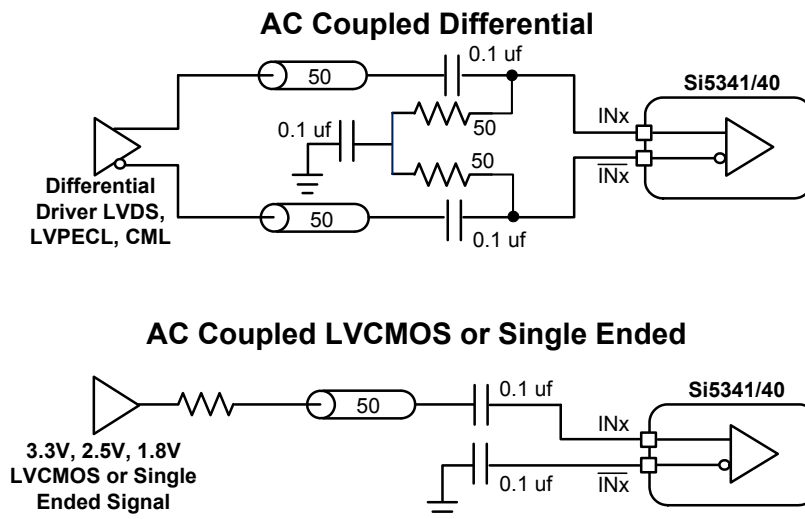 AC Coupled Differential
50
0.1 uf
Si5341/40
INx
50
0.1 uf
50
INx
Differential
Driver LVDS,
LVPECL, CML
50
0.1 uf
AC Coupled LVCMOS or Single Ended
50
0.1 uf
Si5341/40
INx
3.3V, 2.5V, 1.8V
LVCMOS or Single
Ended Signal
0.1 uf
INx